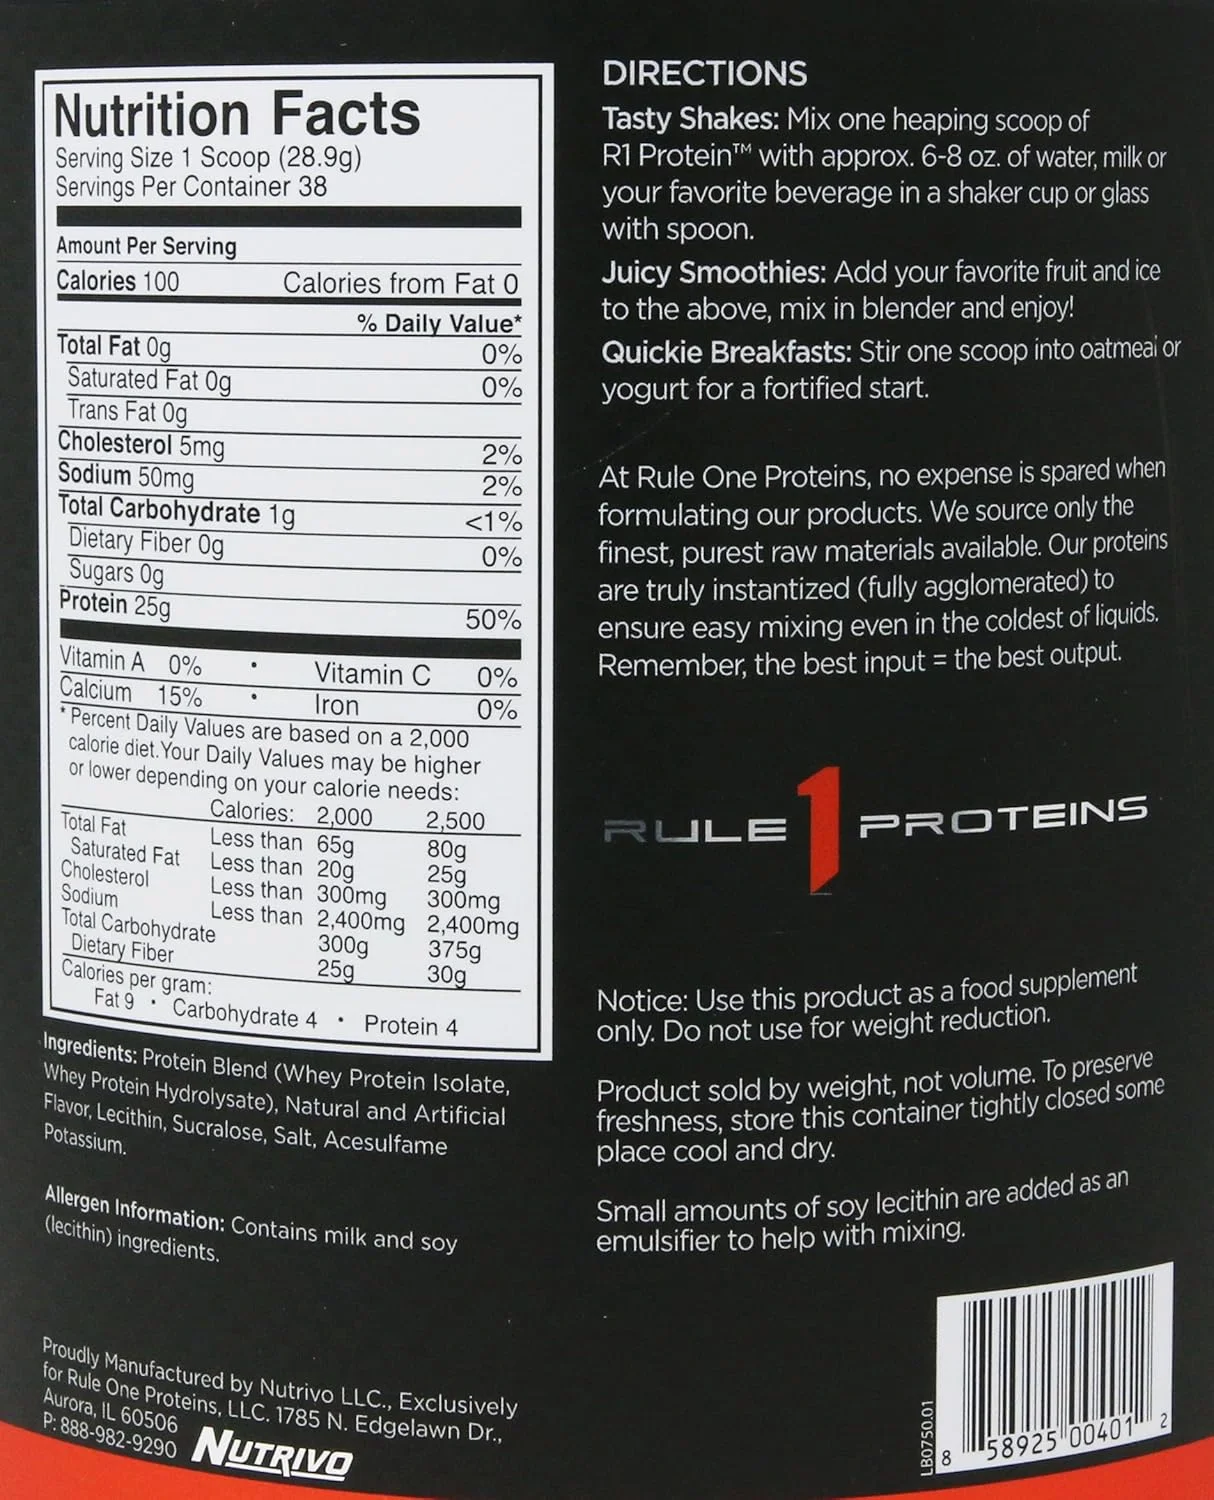 Nutrition Facts
Serving Size 1 Scoop (28.9g)
Servings Per Container 38
Amount Per Serving
Calories 100 Calories from Fat 0
% Daily Value*
Total Fat 0g 0%
Saturated Fat 0g 0%
Trans Fat 0g
Cholesterol 5mg 2%
Sodium 50mg 2%
Total Carbohydrate 1g <1%
Dietary Fiber 0g 0%
Sugars 0g
Protein 25g 50%
Vitamin A 0% • Vitamin C 0%
Calcium 15% • Iron 0%
* Percent Daily Values are based on a 2,000
calorie diet.Your Daily Values may be higher
or lower depending on your calorie needs:
Calories: 2,000 2,500
Total Fat Less than 65g 80g
Saturated Fat Less than 20g 25g
Cholesterol Less than 300mg 300mg
Sodium Less than 2,400mg 2,400mg
Total Carbohydrate 300g 375g
Dietary Fiber 25g 30g
Calories per gram:
Fat 9 • Carbohydrate 4 • Protein 4
Ingredients: Protein Blend (Whey Protein Isolate,
Whey Protein Hydrolysate), Natural and Artificial
Flavor, Lecithin, Sucralose, Salt, Acesulfame
Potassium.
Allergen Information: Contains milk and soy
(lecithin) ingredients.
Proudly Manufactured by Nutrivo LLC., Exclusively
for Rule One Proteins, LLC. 1785 N. Edgelawn Dr.,
Aurora, IL 60506
P: 888-982-9290 NUTRIVO
DIRECTIONS
Tasty Shakes: Mix one heaping scoop of
R1 Protein™ with approx. 6-8 oz. of water, milk or
your favorite beverage in a shaker cup or glass
with spoon.
Juicy Smoothies: Add your favorite fruit and ice
to the above, mix in blender and enjoy!
Quickie Breakfasts: Stir one scoop into oatmeal or
yogurt for a fortified start.
At Rule One Proteins, no expense is spared when
formulating our products. We source only the
finest, purest raw materials available. Our proteins
are truly instantized (fully agglomerated) to
ensure easy mixing even in the coldest of liquids.
Remember, the best input = the best output.
RULE 1 PROTEINS
Notice: Use this product as a food supplement
only. Do not use for weight reduction.
Product sold by weight, not volume. To preserve
freshness, store this container tightly closed some
place cool and dry.
Small amounts of soy lecithin are added as an
emulsifier to help with mixing.
LB0750.01
8 58925 00401 2